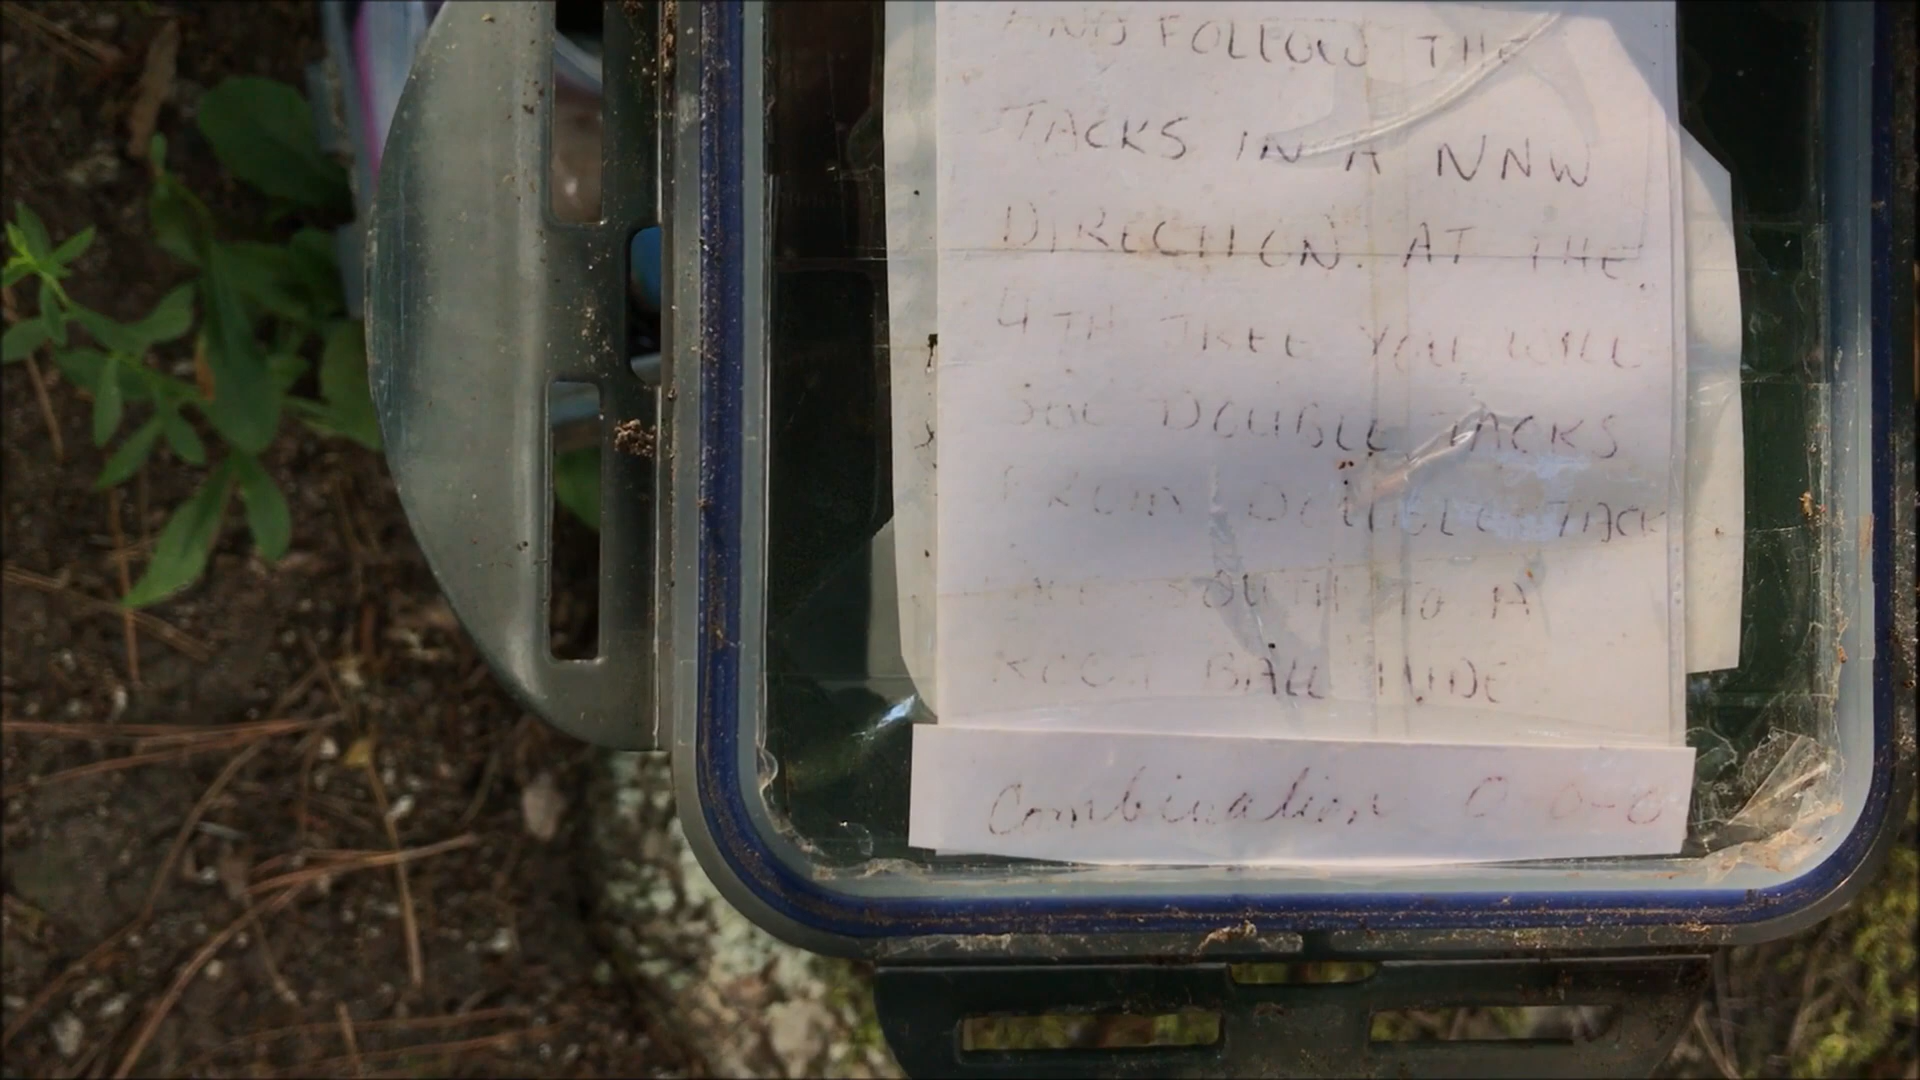 AND FOLLOW THE
TACKS IN A NNW
DIRECTION. AT THE
4TH TREE YOU WILL
SEE DOUBLE TACKS
FROM DOUBLE TACK
SOUTH TO A
ROOT BALL
Combination 0-0-0